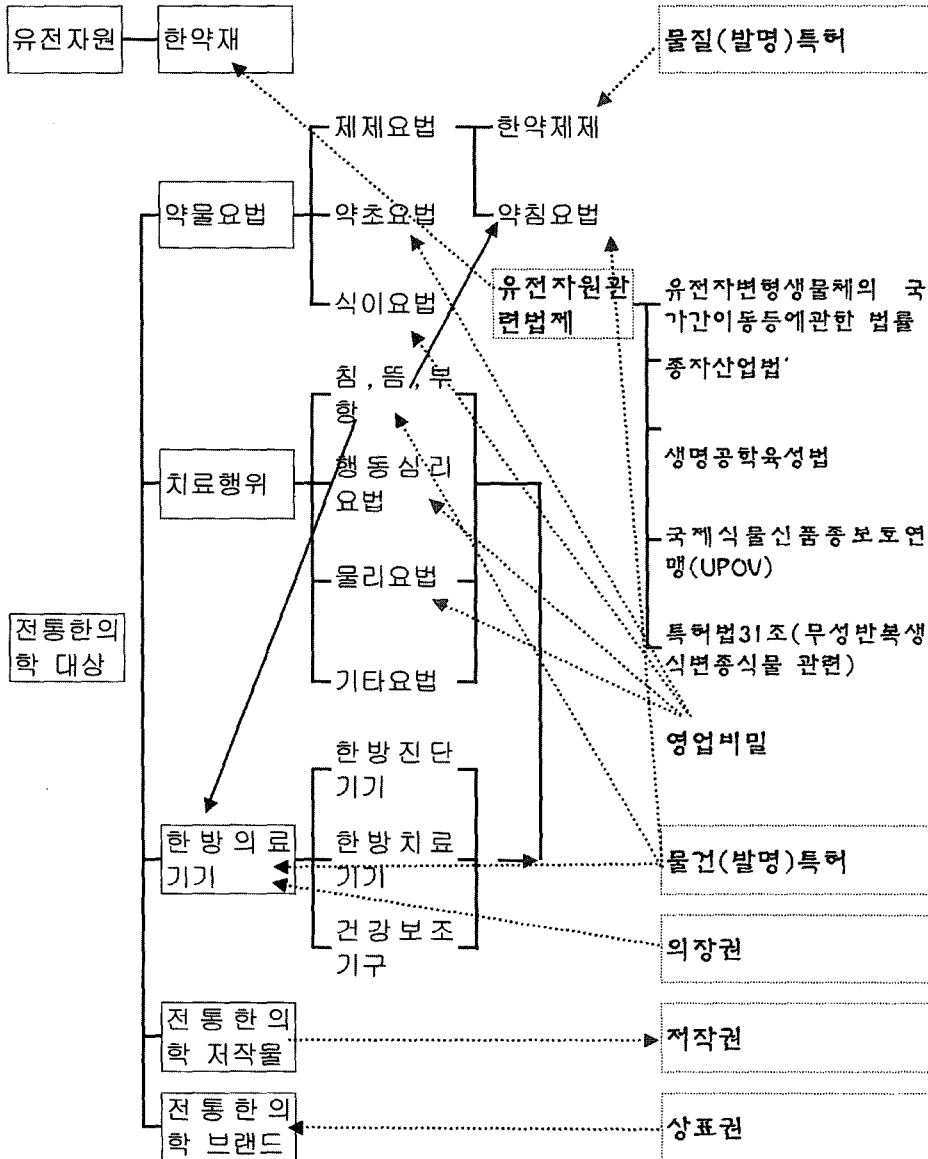 유전자원
한약재
물질(발명)특허
제제요법
한약제제
약물요법
약초요법
약침요법
식이요법
유전자원관
련법제
유전자변형생물체의 국
가간이동등에관한 법률
종자산업법
생명공학육성법
국제식물신품종보호연
맹(UPOV)
특허법31조(무성반복생
식변종식물 관련)
영업비밀
침,뜸,부
항
치료행위
행동심리
요법
물리요법
기타요법
전통한의
학 대상
한방진단
기기
한방의료
기기
한방치료
기기
건강보조
기구
물건(발명)특허
의장권
전통한의
학 저작물
저작권
전통한의
학 브랜드
상표권